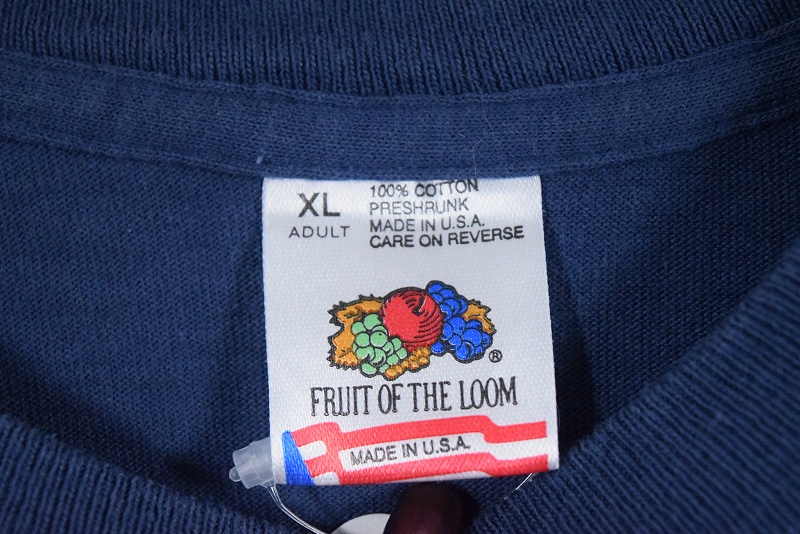 XL
ADULT
100% COTTON
PRESHRUNK
MADE IN U.S.A.
CARE ON REVERSE
®
FRUIT OF THE LOOM
MADE IN U.S.A.